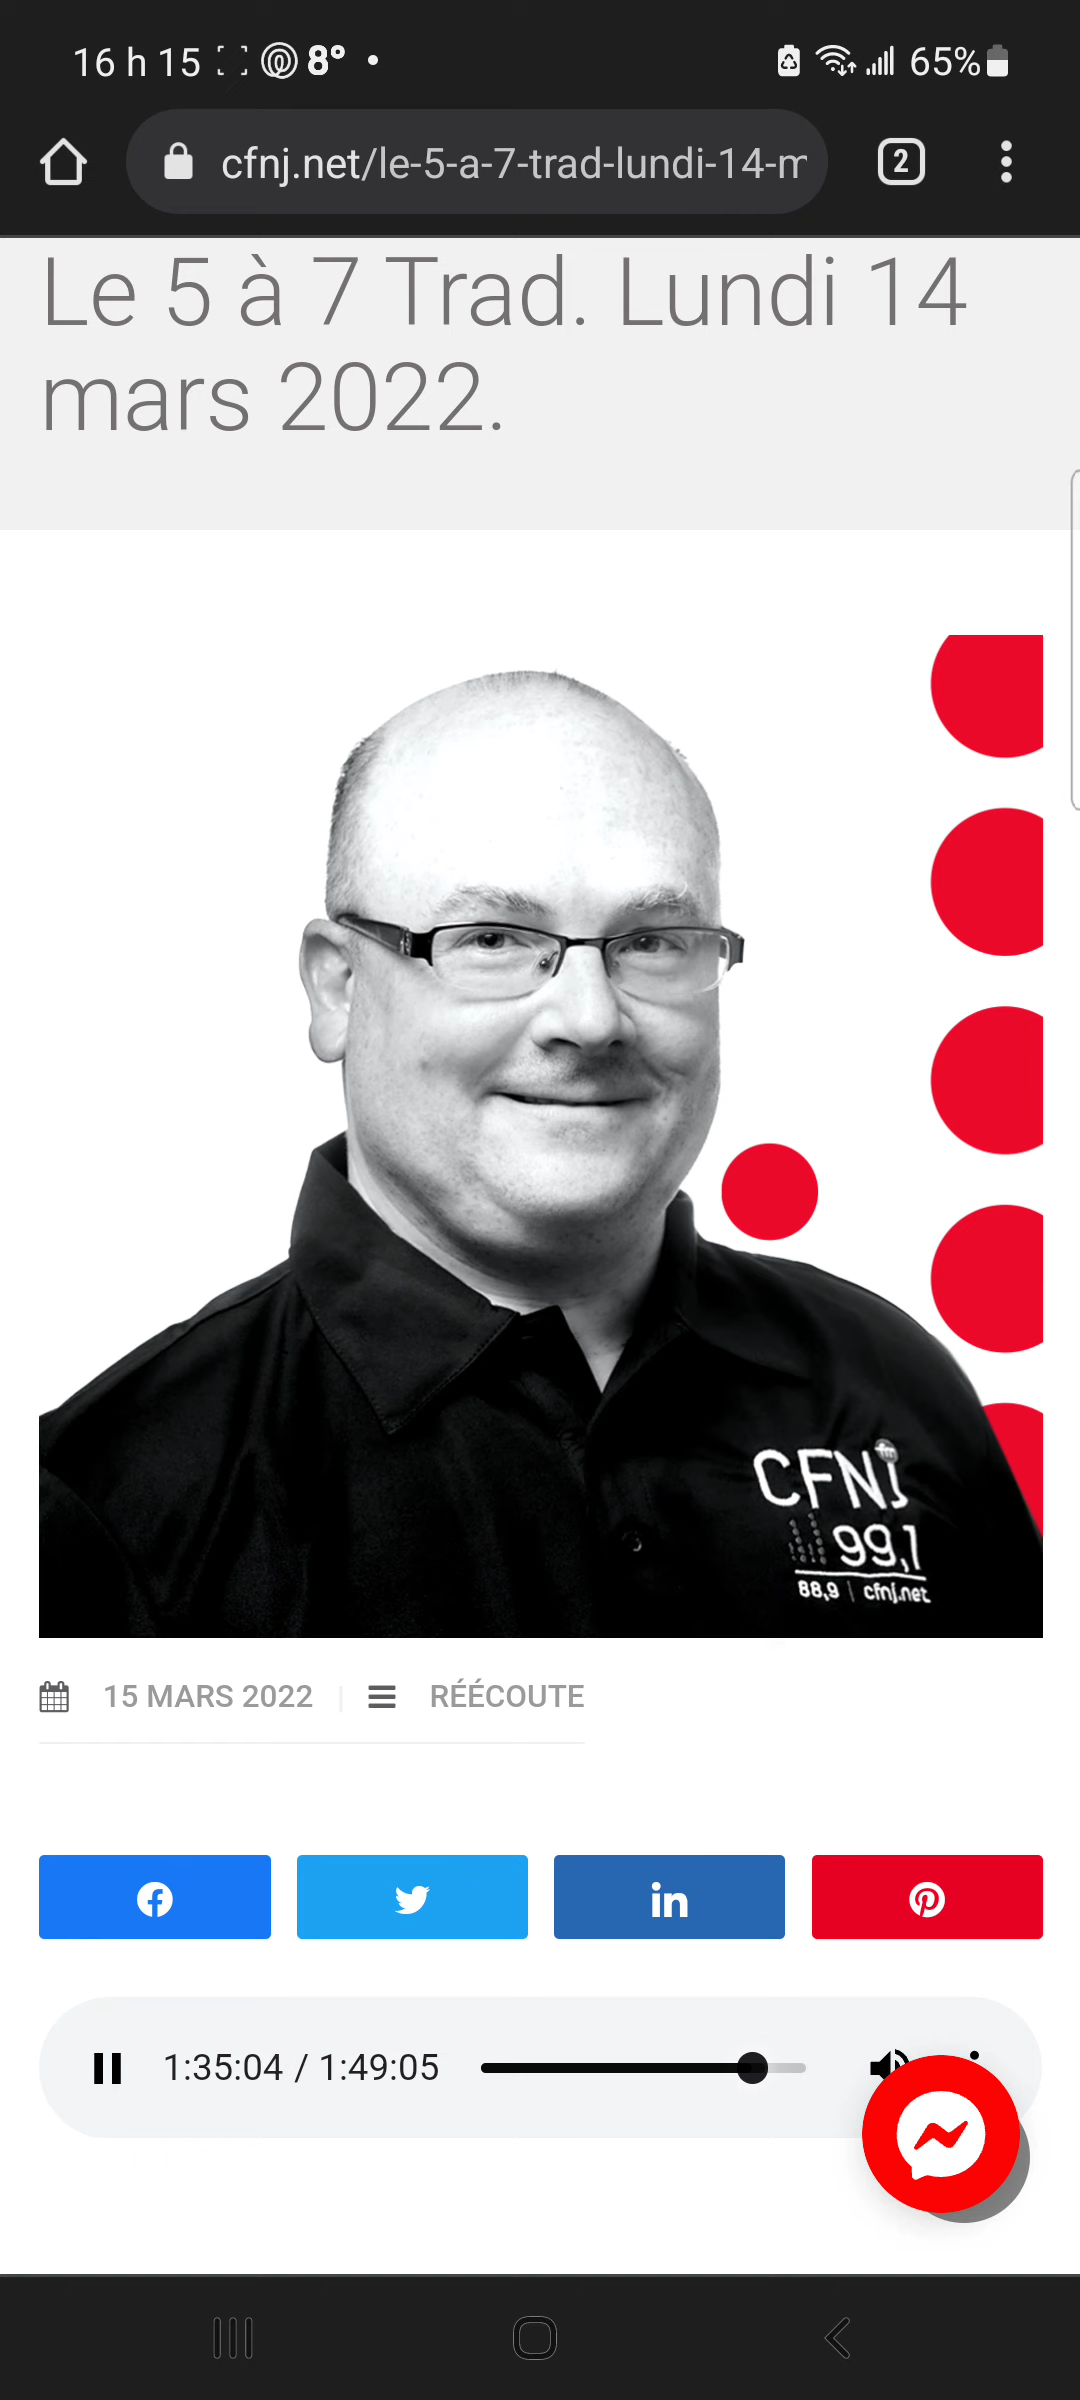 16 h 15 8° 65%
cfnj.net/le-5-a-7-trad-lundi-14-m
2
Le 5 à 7 Trad. Lundi 14
mars 2022.
CFNJ
fm
99,1
88,9 | cfnj.net
15 MARS 2022 | RÉÉCOUTE
in
1:35:04 / 1:49:05